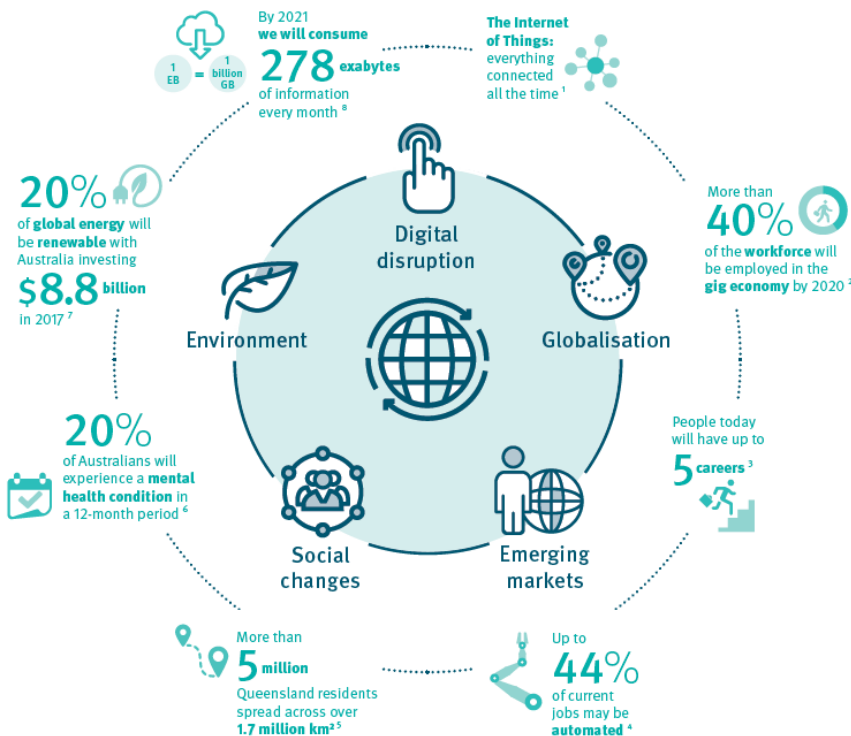 By 2021
we will consume
278 exabytes
of information
every month ⁸
1
EB
=
1
billion
GB
The Internet
of Things:
everything
connected
all the time ¹
More than
40%
of the workforce will
be employed in the
gig economy by 2020 ²
People today
will have up to
5 careers ³
Up to
44%
of current
jobs may be
automated ⁴
More than
5 million
Queensland residents
spread across over
1.7 million km² ⁵
20%
of Australians will
experience a mental
health condition in
a 12-month period ⁶
20%
of global energy will
be renewable with
Australia investing
$8.8 billion
in 2017 ⁷
Digital
disruption
Globalisation
Emerging
markets
Social
changes
Environment